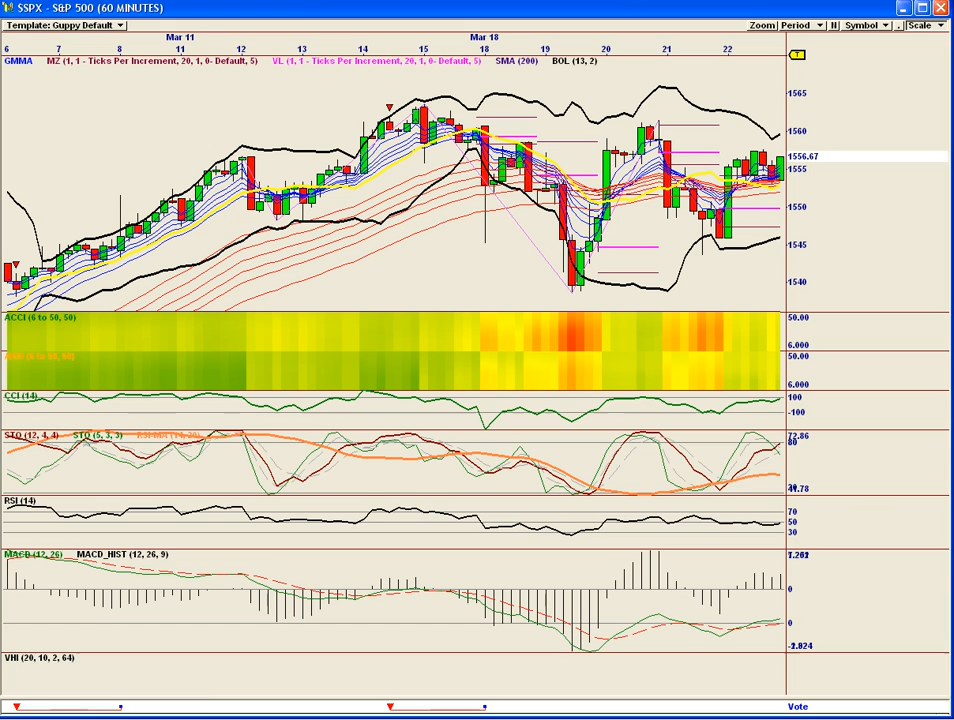 $SPX - S&P 500 (60 MINUTES)
Template: Guppy Default Zoom Period N Symbol . Scale
Mar 11 Mar 18
6 7 8 11 12 13 14 15 18 19 20 21 22
GMMA MZ (1, 1 - Ticks Per Increment, 20, 1, 0- Default, 5) VL (1, 1 - Ticks Per Increment, 20, 1, 0- Default, 5) SMA (200) BOL (13, 2)
T
1565
1560
1556.67
1555
1550
1545
1540
ACCI (6 to 50, 50) 50.00
6.000
50.00
6.000
CCI (14) 100
-100
STO (12, 4, 4) STO (5, 3, 3) 72.86
80
41.78
RSI (14)
70
50
30
MACD (12, 26) MACD_HIST (12, 26, 9)
0
0
VHI (20, 10, 2, 64)
Vote